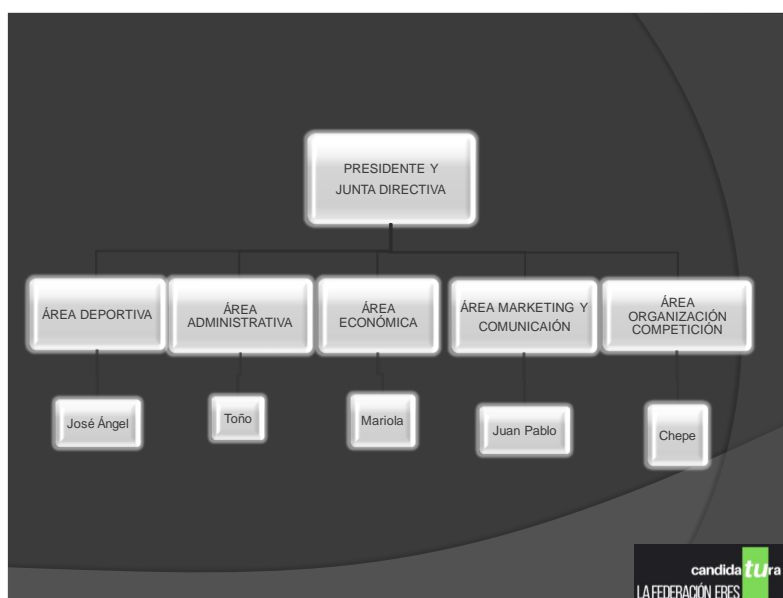 PRESIDENTE Y
JUNTA DIRECTIVA
ÁREA DEPORTIVA
ÁREA
ADMINISTRATIVA
ÁREA
ECONÓMICA
ÁREA MARKETING Y
COMUNICAIÓN
ÁREA
ORGANIZACIÓN
COMPETICIÓN
José Ángel
Toño
Mariola
Juan Pablo
Chepe
candidatura
LA FEDERACIÓN ERES